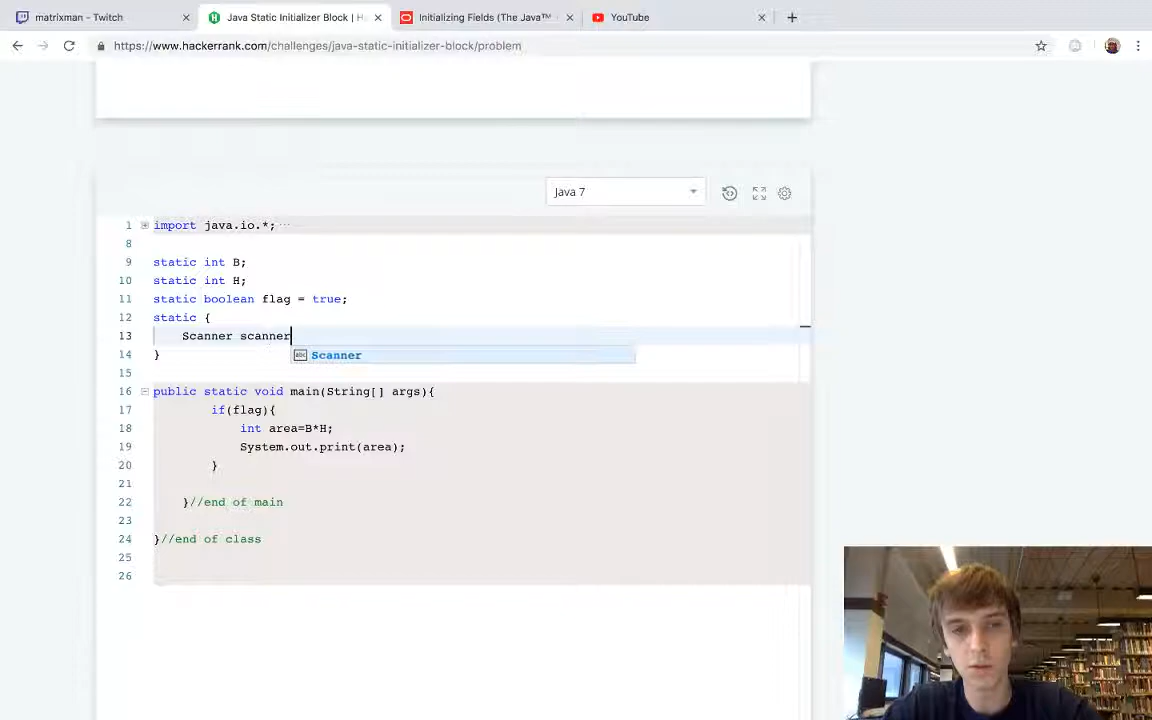 matrixman - Twitch
Java Static Initializer Block | H
Initializing Fields (The Java™
YouTube
https://www.hackerrank.com/challenges/java-static-initializer-block/problem
Java 7
1 import java.io.*;
8
9 static int B;
10 static int H;
11 static boolean flag = true;
12 static {
13 Scanner scanner
14 }
abc Scanner
15
16 public static void main(String[] args){
17 if(flag){
18 int area=B*H;
19 System.out.print(area);
20 }
21
22 }//end of main
23
24 }//end of class
25
26